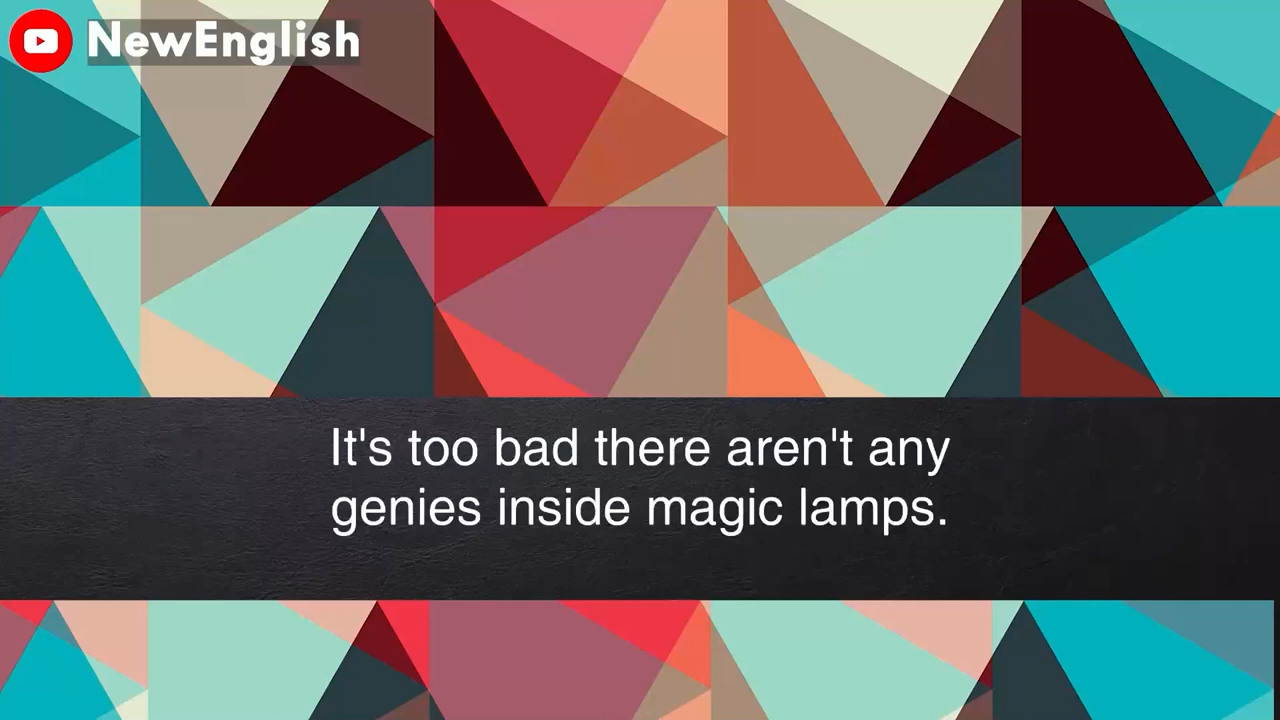 NewEnglish
It's too bad there aren't any
genies inside magic lamps.